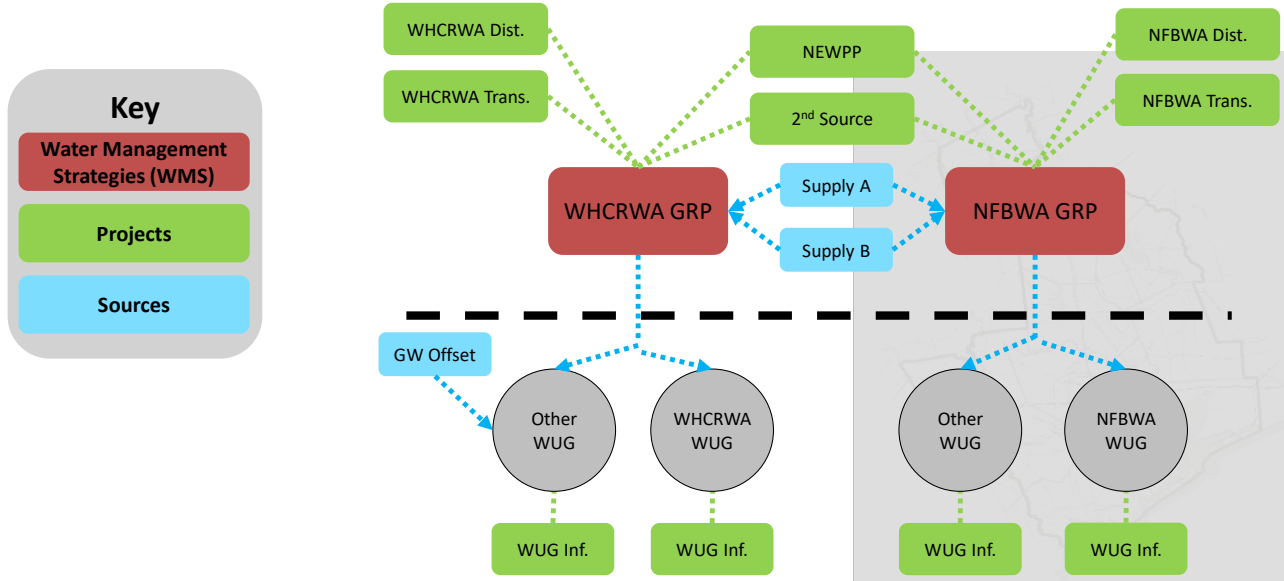 WHCRWA Dist.
NEWPP
NFBWA Dist.
WHCRWA Trans.
2nd Source
NFBWA Trans.
Key
Water Management
Strategies (WMS)
Projects
Sources
WHCRWA GRP
Supply A
Supply B
NFBWA GRP
GW Offset
Other
WUG
WHCRWA
WUG
Other
WUG
NFBWA
WUG
WUG Inf.
WUG Inf.
WUG Inf.
WUG Inf.